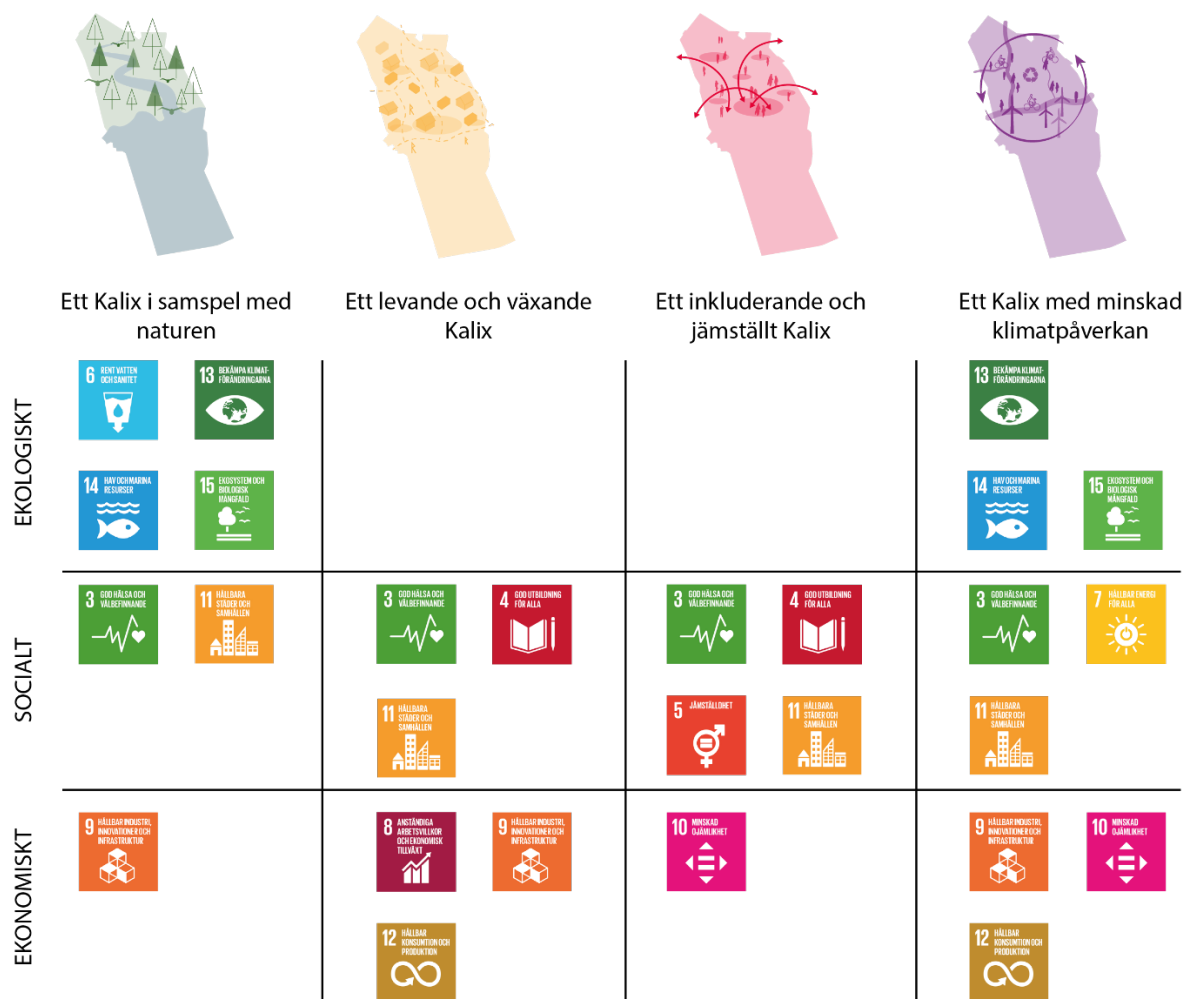 Ett Kalix i samspel med
naturen
Ett levande och växande
Kalix
Ett inkluderande och
jämställt Kalix
Ett Kalix med minskad
klimatpåverkan
EKOLOGISKT
6 RENT VATTEN
OCH SANITET
13 BEKÄMPA KLIMAT-
FÖRÄNDRINGARNA
14 HAV OCH MARINA
RESURSER
15 EKOSYSTEM OCH
BIOLOGISK
MÅNGFALD
13 BEKÄMPA KLIMAT-
FÖRÄNDRINGARNA
14 HAV OCH MARINA
RESURSER
15 EKOSYSTEM OCH
BIOLOGISK
MÅNGFALD
SOCIALT
3 GOD HÄLSA OCH
VÄLBEFINNANDE
11 HÅLLBARA
STÄDER OCH
SAMHÄLLEN
3 GOD HÄLSA OCH
VÄLBEFINNANDE
4 GOD UTBILDNING
FÖR ALLA
11 HÅLLBARA
STÄDER OCH
SAMHÄLLEN
3 GOD HÄLSA OCH
VÄLBEFINNANDE
4 GOD UTBILDNING
FÖR ALLA
5 JÄMSTÄLLDHET
11 HÅLLBARA
STÄDER OCH
SAMHÄLLEN
3 GOD HÄLSA OCH
VÄLBEFINNANDE
7 HÅLLBAR ENERGI
FÖR ALLA
11 HÅLLBARA
STÄDER OCH
SAMHÄLLEN
EKONOMISKT
9 HÅLLBAR INDUSTRI,
INNOVATIONER OCH
INFRASTRUKTUR
8 ANSTÄNDIGA
ARBETSVILLKOR
OCH EKONOMISK
TILLVÄXT
9 HÅLLBAR INDUSTRI,
INNOVATIONER OCH
INFRASTRUKTUR
12 HÅLLBAR
KONSUMTION OCH
PRODUKTION
10 MINSKAD
OJÄMLIKHET
9 HÅLLBAR INDUSTRI,
INNOVATIONER OCH
INFRASTRUKTUR
10 MINSKAD
OJÄMLIKHET
12 HÅLLBAR
KONSUMTION OCH
PRODUKTION